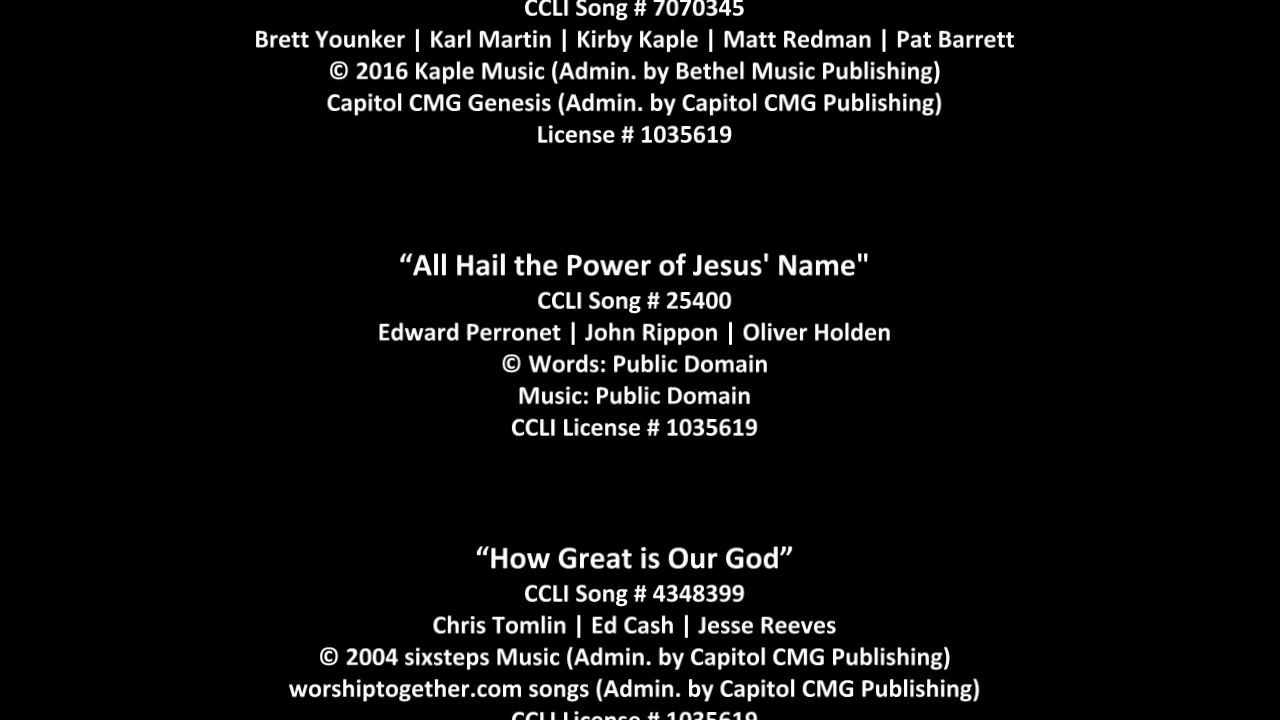 CCLI Song # 7070345
Brett Younker | Karl Martin | Kirby Kaple | Matt Redman | Pat Barrett
© 2016 Kaple Music (Admin. by Bethel Music Publishing)
Capitol CMG Genesis (Admin. by Capitol CMG Publishing)
License # 1035619
“All Hail the Power of Jesus' Name"
CCLI Song # 25400
Edward Perronet | John Rippon | Oliver Holden
© Words: Public Domain
Music: Public Domain
CCLI License # 1035619
“How Great is Our God”
CCLI Song # 4348399
Chris Tomlin | Ed Cash | Jesse Reeves
© 2004 sixsteps Music (Admin. by Capitol CMG Publishing)
worshiptogether.com songs (Admin. by Capitol CMG Publishing)
CCLI License # 1035619